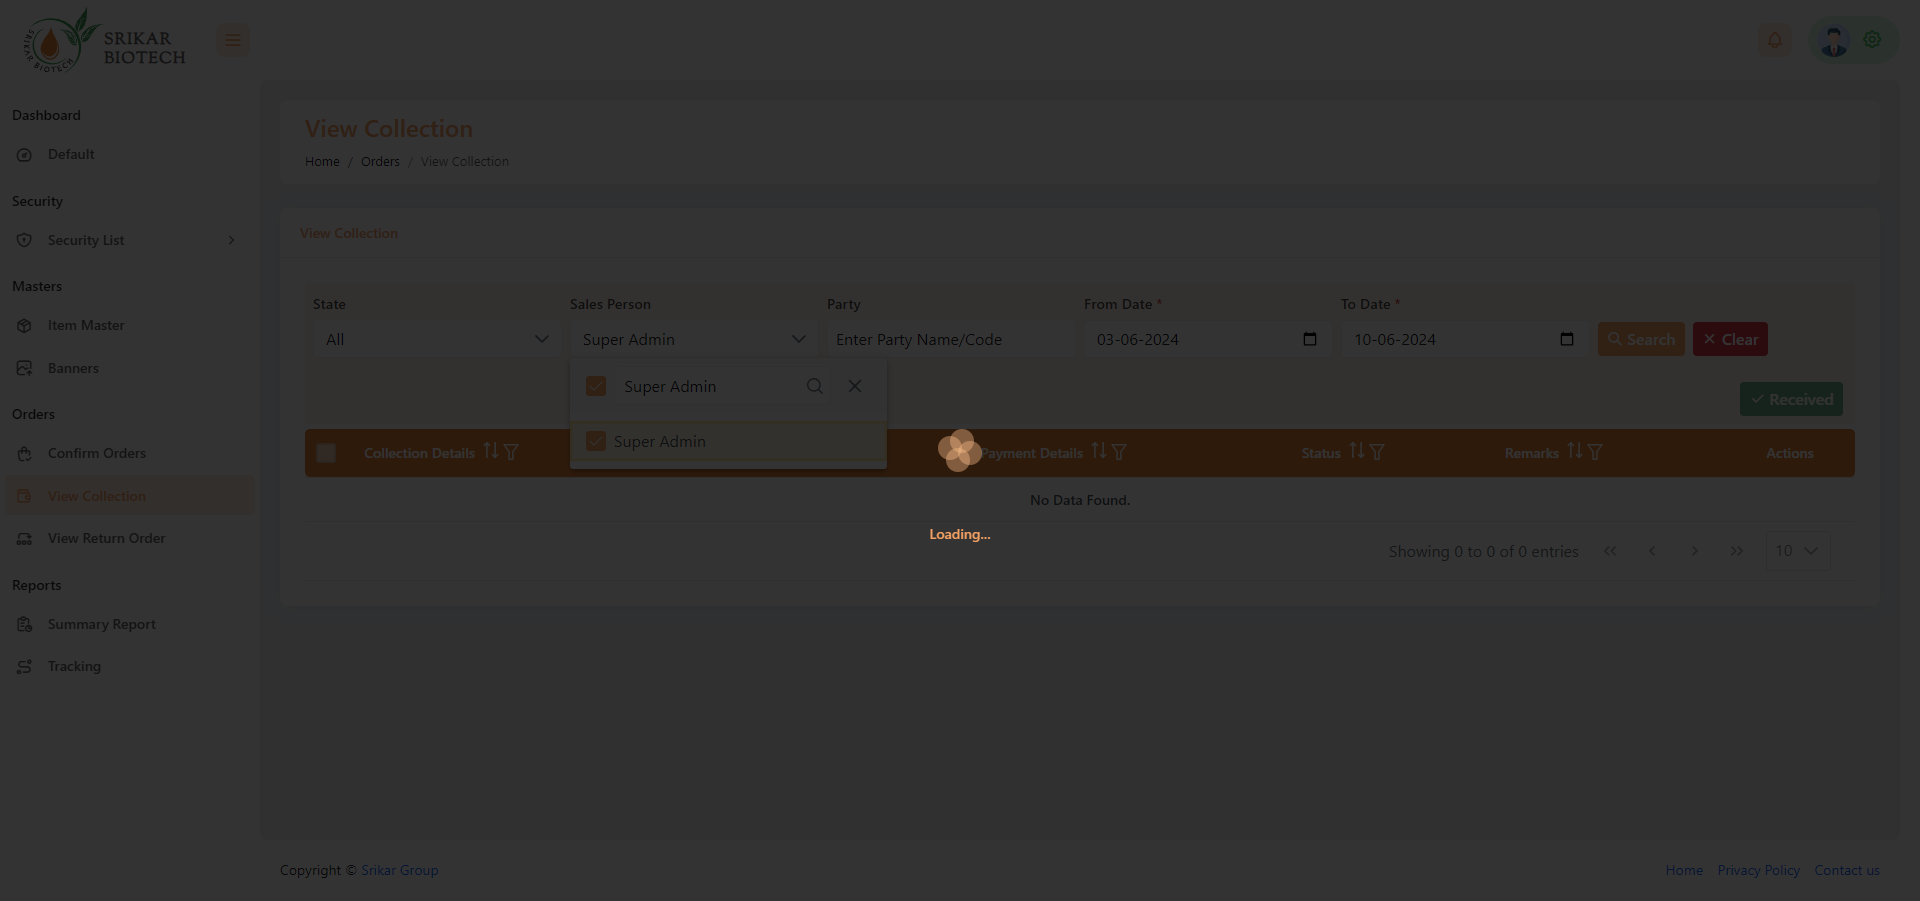 SRIKAR
BIOTECH
SRIKAR BIOTECH
Dashboard
Default
Security
Security List
Masters
Item Master
Banners
Orders
Confirm Orders
View Collection
View Return Order
Reports
Summary Report
Tracking
View Collection
Home / Orders / View Collection
View Collection
State Sales Person Party From Date * To Date *
All Super Admin Enter Party Name/Code 03-06-2024 10-06-2024 Search Clear
Super Admin
Received
Super Admin
Collection Details Payment Details Status Remarks Actions
No Data Found.
Loading...
Showing 0 to 0 of 0 entries 10
Copyright © Srikar Group Home Privacy Policy Contact us